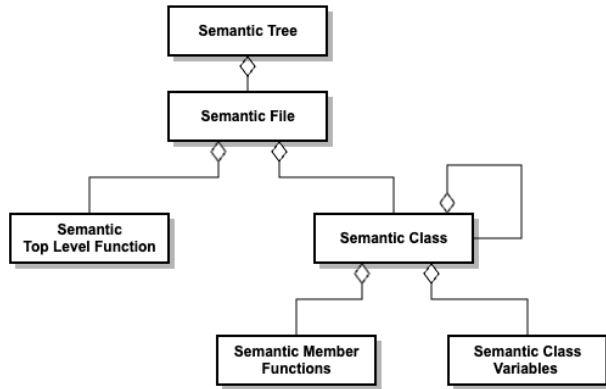 Semantic Tree
Semantic File
Semantic
Top Level Function
Semantic Class
Semantic Member
Functions
Semantic Class
Variables